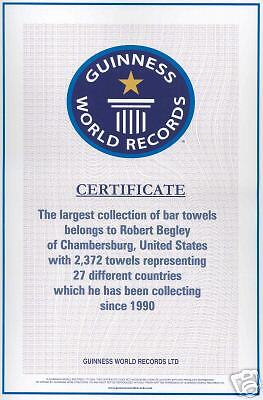 GUINNESS
WORLD RECORDS
CERTIFICATE
The largest collection of bar towels
belongs to Robert Begley
of Chambersburg, United States
with 2,372 towels representing
27 different countries
which he has been collecting
since 1990
GUINNESS WORLD RECORDS LTD